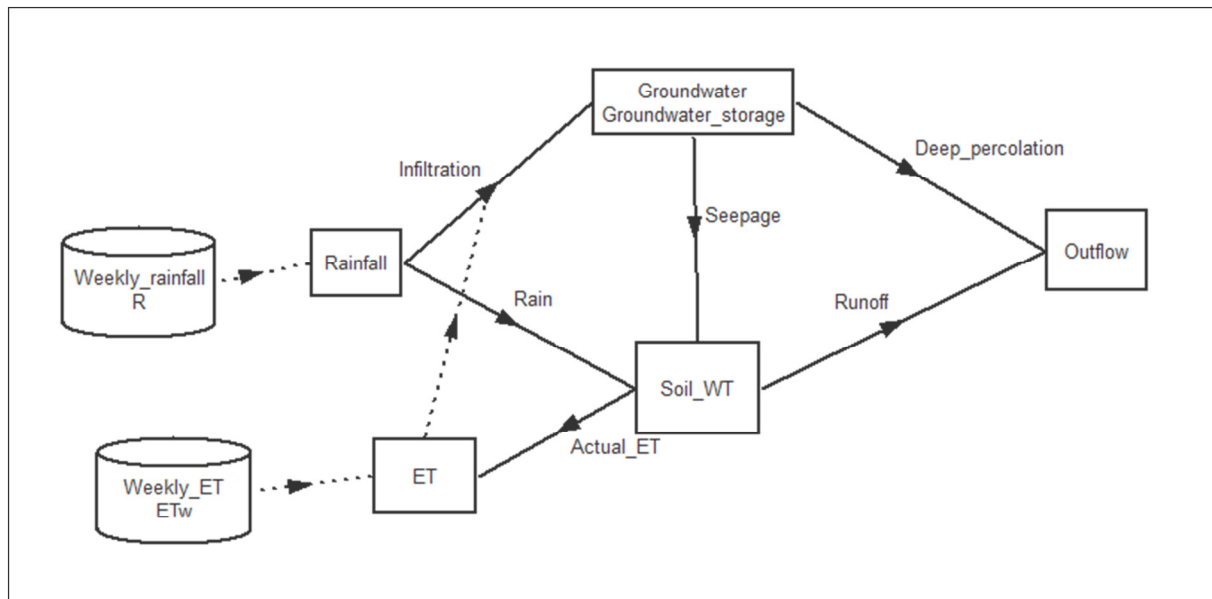 Groundwater
Groundwater_storage
Deep_percolation
Infiltration
Seepage
Weekly_rainfall
R
Rainfall
Outflow
Rain
Runoff
Soil_WT
Actual_ET
Weekly_ET
ETw
ET